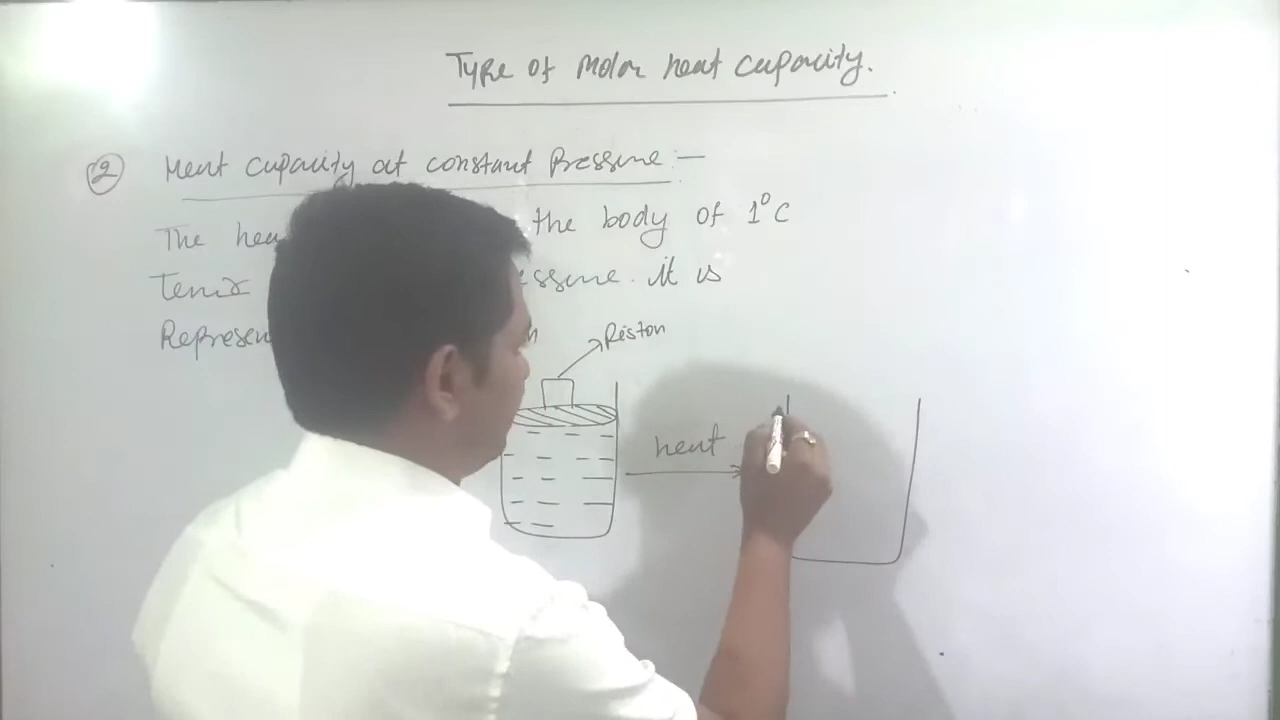 Type of Molar heat capacity.
② Heat capacity at constant Pressure :-
The hea the body of 1°C
Tem essure. it is
Represen n
Piston
heat